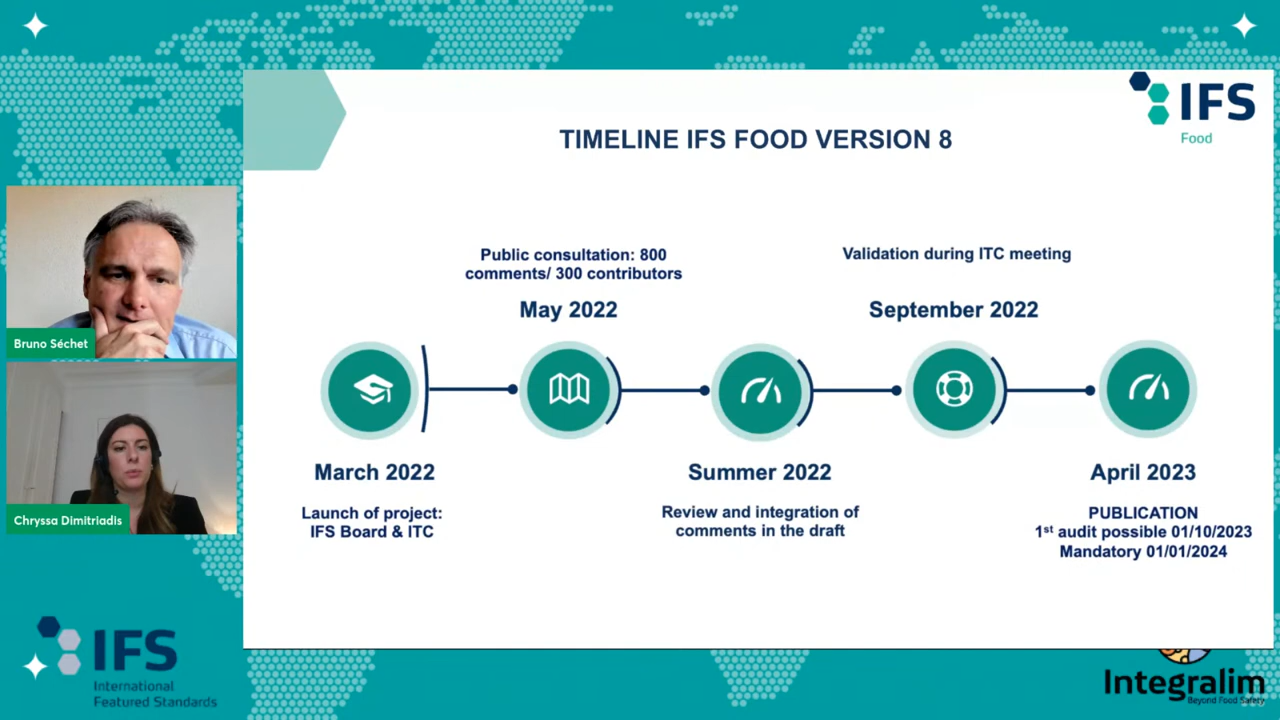 IFS
Food
TIMELINE IFS FOOD VERSION 8
Public consultation: 800
comments/ 300 contributors
May 2022
Validation during ITC meeting
September 2022
March 2022
Launch of project:
IFS Board & ITC
Summer 2022
Review and integration of
comments in the draft
April 2023
PUBLICATION
1st audit possible 01/10/2023
Mandatory 01/01/2024
Bruno Séchet
Chryssa Dimitriadis
IFS
International
Featured Standards
Integralim
Beyond Food Safety